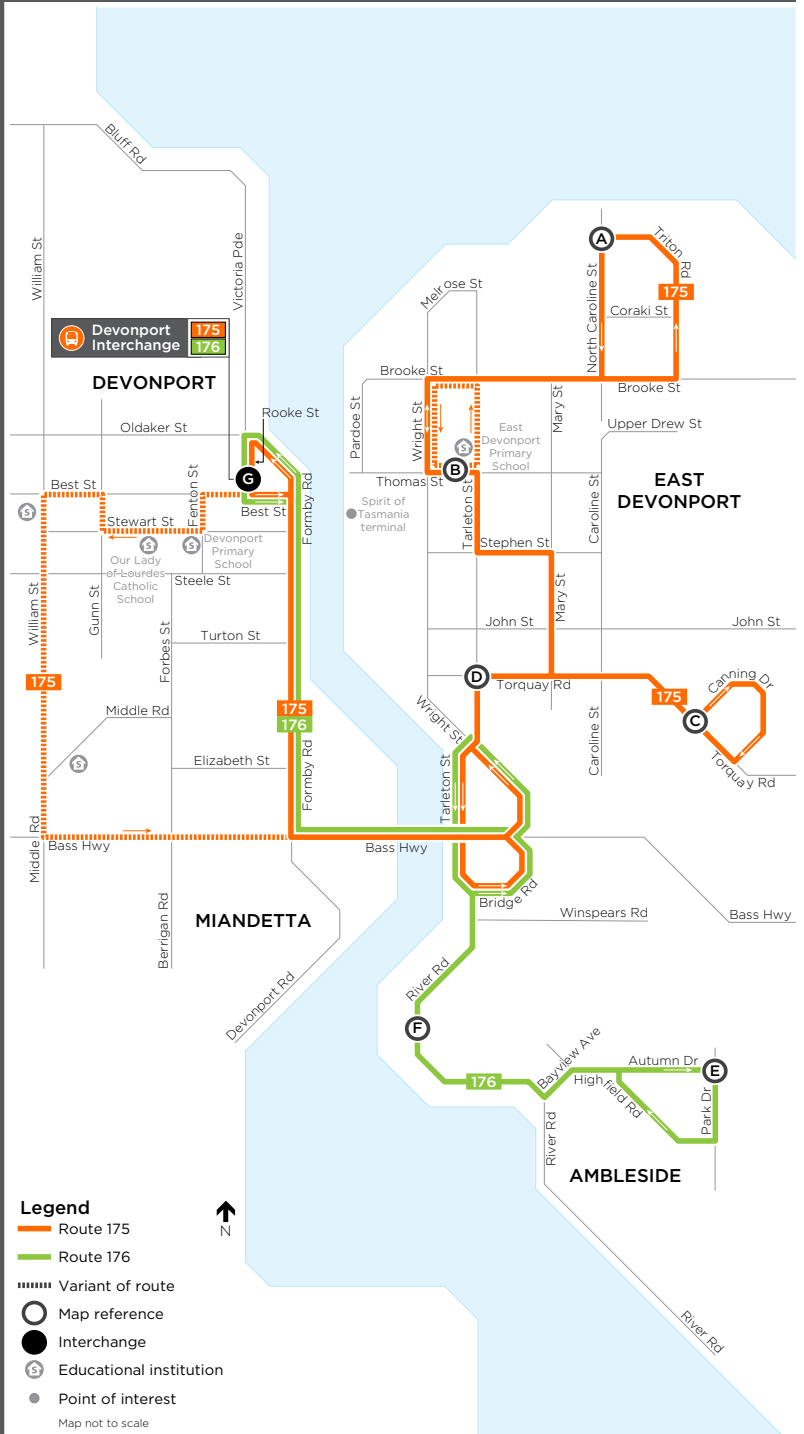 Bluff Rd
William St
Victoria Pde
Devonport
Interchange
175
176
DEVONPORT
Rooke St
Oldaker St
G
Best St
Fenton St
Best St
Formby Rd
Stewart St
Devonport
Primary
School
Our Lady
of Lourdes
Catholic
School
Steele St
William St
Gunn St
Forbes St
Turton St
175
Middle Rd
175
176
Elizabeth St
Formby Rd
Middle Rd
Bass Hwy
Bass Hwy
Berrigan Rd
MIANDETTA
Devonport Rd
A
Triton Rd
175
North Caroline St
Coraki St
Melrose St
Brooke St
Brooke St
Pardoe St
Wright St
Mary St
Upper Drew St
East
Devonport
Primary
School
B
Thomas St
Tarleton St
Caroline St
EAST
DEVONPORT
Spirit of
Tasmania
terminal
Stephen St
Mary St
John St
John St
D
Torquay Rd
175
Canning Dr
C
Torquay Rd
Wright St
Caroline St
Tarleton St
Bridge Rd
Winspears Rd
Bass Hwy
River Rd
F
176
Bayview Ave
Autumn Dr
E
Highfield Rd
Park Dr
River Rd
AMBLESIDE
River Rd
Legend
N
Route 175
Route 176
Variant of route
Map reference
Interchange
S
Educational institution
Point of interest
Map not to scale